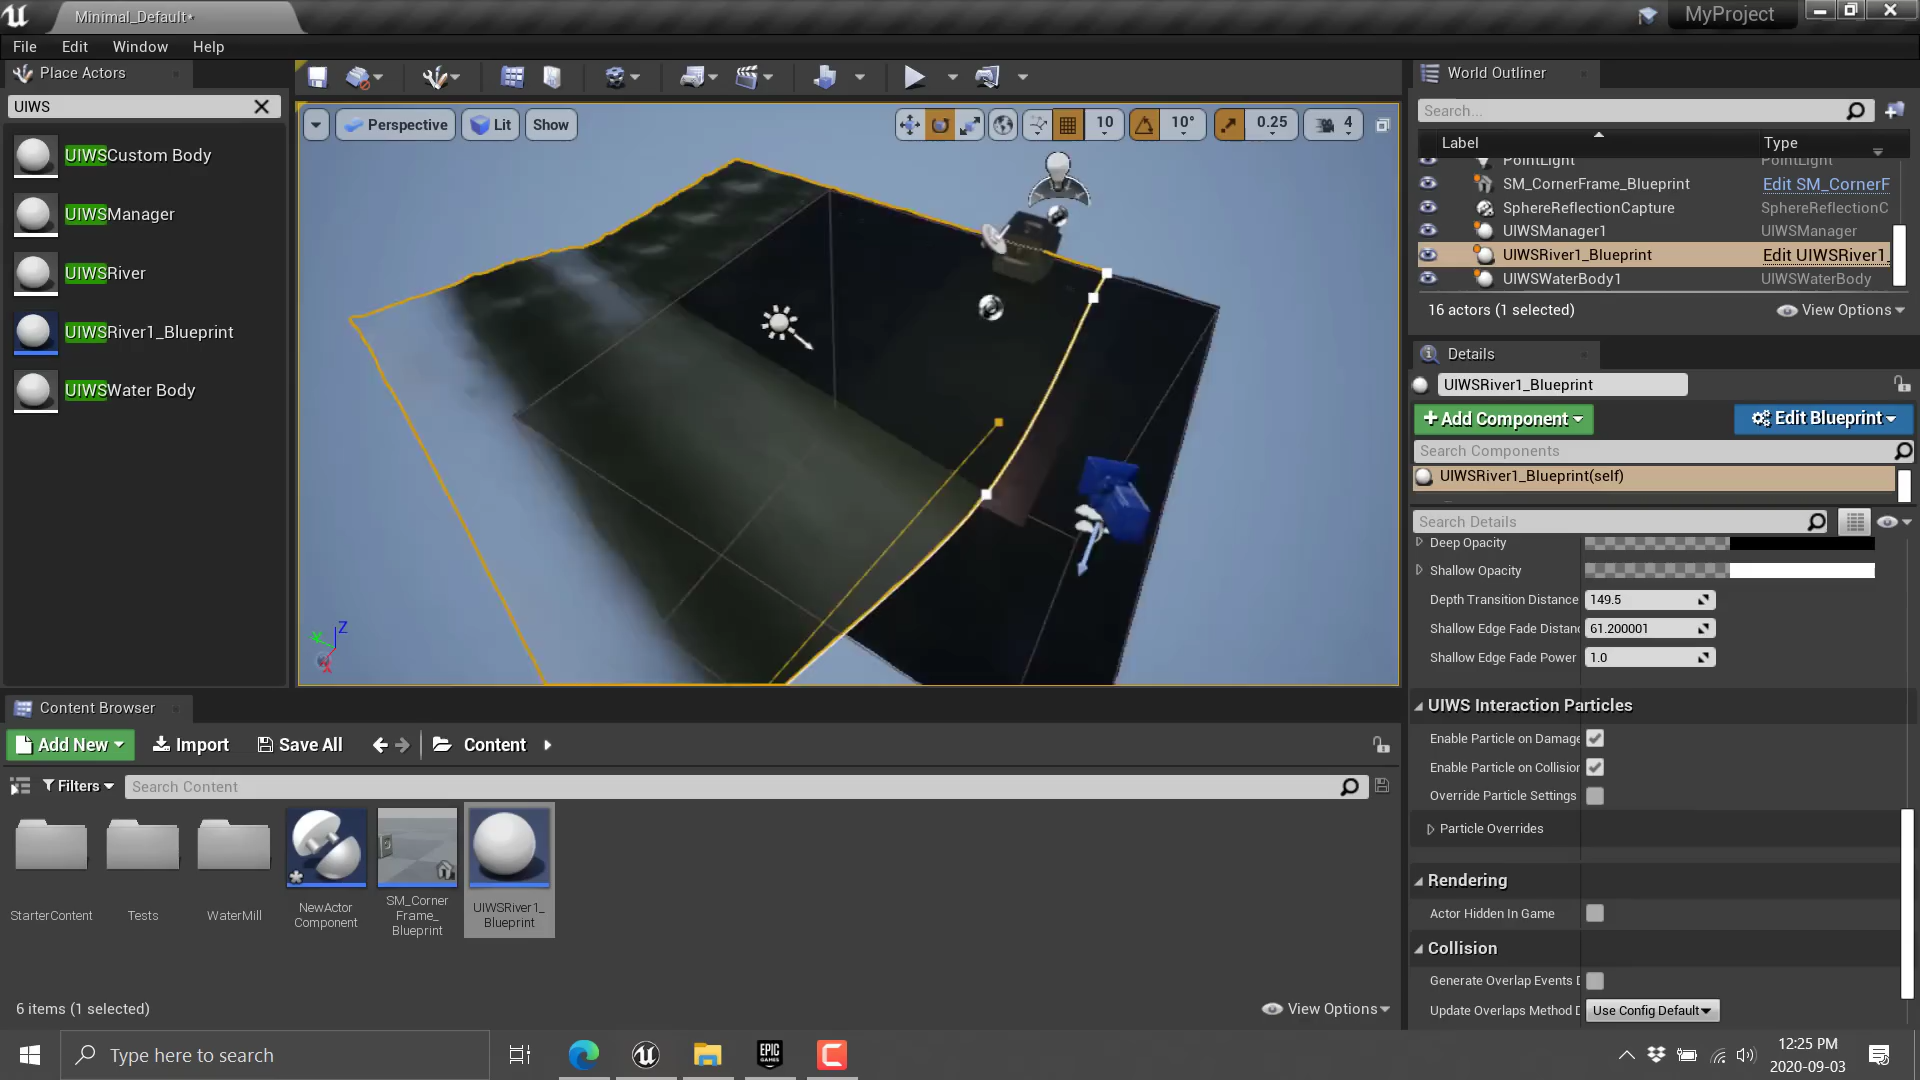 Minimal_Default*
MyProject
File Edit Window Help
Place Actors
UIWS
UIWSCustom Body
UIWSManager
UIWSRiver
UIWSRiver1_Blueprint
UIWSWater Body
Perspective
Lit
Show
10
10°
0.25
4
Z
X
World Outliner
Search...
Label
Type
PointLight
PointLight
SM_CornerFrame_Blueprint
Edit SM_CornerF
SphereReflectionCapture
SphereReflectionC
UIWSManager1
UIWSManager
UIWSRiver1_Blueprint
Edit UIWSRiver1_
UIWSWaterBody1
UIWSWaterBody
16 actors (1 selected)
View Options
Details
UIWSRiver1_Blueprint
Add Component
Edit Blueprint
Search Components
UIWSRiver1_Blueprint(self)
Search Details
Deep Opacity
Shallow Opacity
Depth Transition Distance
149.5
Shallow Edge Fade Distanc
61.200001
Shallow Edge Fade Power
1.0
UIWS Interaction Particles
Enable Particle on Damage
Enable Particle on Collision
Override Particle Settings
Particle Overrides
Rendering
Actor Hidden In Game
Collision
Generate Overlap Events D
Update Overlaps Method D
Use Config Default
Content Browser
Add New
Import
Save All
Content
Filters
Search Content
StarterContent
Tests
WaterMill
NewActor
Component
SM_Corner
Frame_
Blueprint
UIWSRiver1_
Blueprint
6 items (1 selected)
View Options
Type here to search
EPIC
GAMES
12:25 PM
2020-09-03